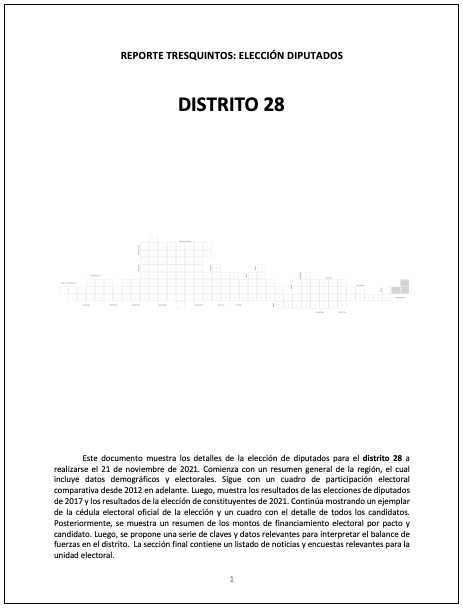 REPORTE TRESQUINTOS: ELECCIÓN DIPUTADOS
DISTRITO 28
Este documento muestra los detalles de la elección de diputados para el distrito 28 a
realizarse el 21 de noviembre de 2021. Comienza con un resumen general de la región, el cual
incluye datos demográficos y electorales. Sigue con un cuadro de participación electoral
comparativa desde 2012 en adelante. Luego, muestra los resultados de las elecciones de diputados
de 2017 y los resultados de la elección de constituyentes de 2021. Continúa mostrando un ejemplar
de la cédula electoral oficial de la elección y un cuadro con el detalle de todos los candidatos.
Posteriormente, se muestra un resumen de los montos de financiamiento electoral por pacto y
candidato. Luego, se propone una serie de claves y datos relevantes para interpretar el balance de
fuerzas en el distrito. La sección final contiene un listado de noticias y encuestas relevantes para la
unidad electoral.
1